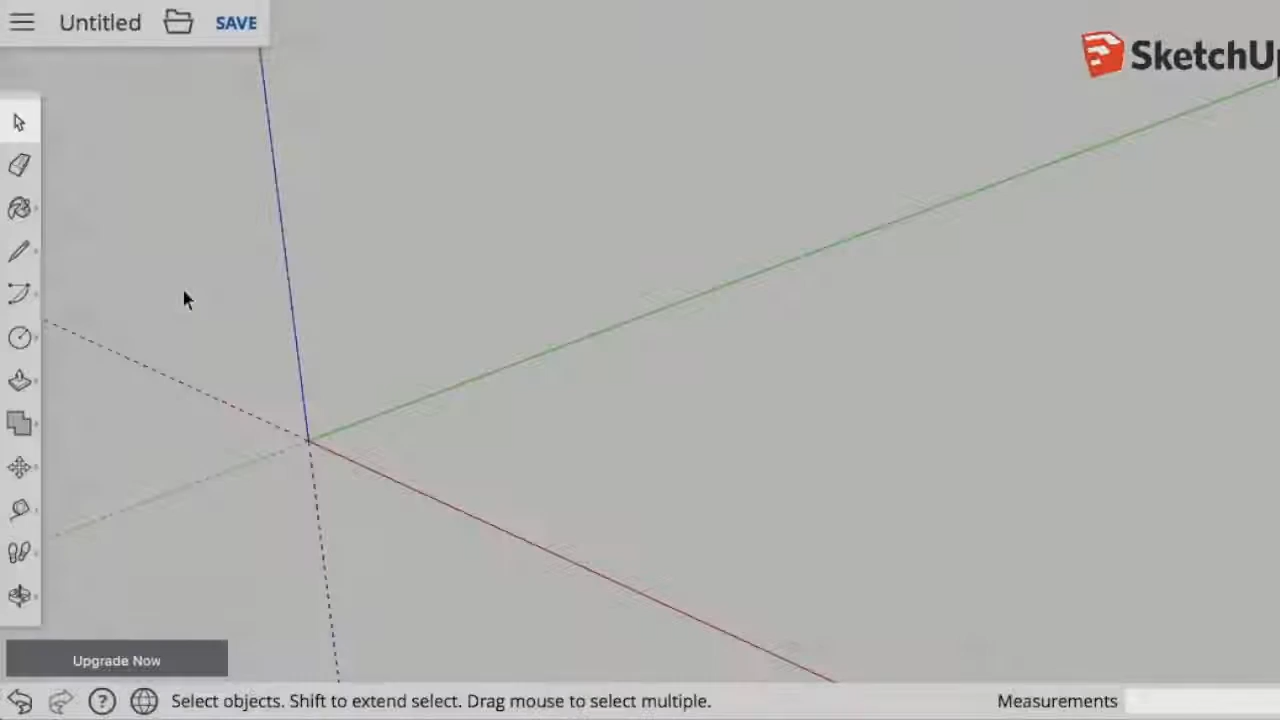 Untitled
SAVE
SketchUp
Upgrade Now
?
Select objects. Shift to extend select. Drag mouse to select multiple.
Measurements